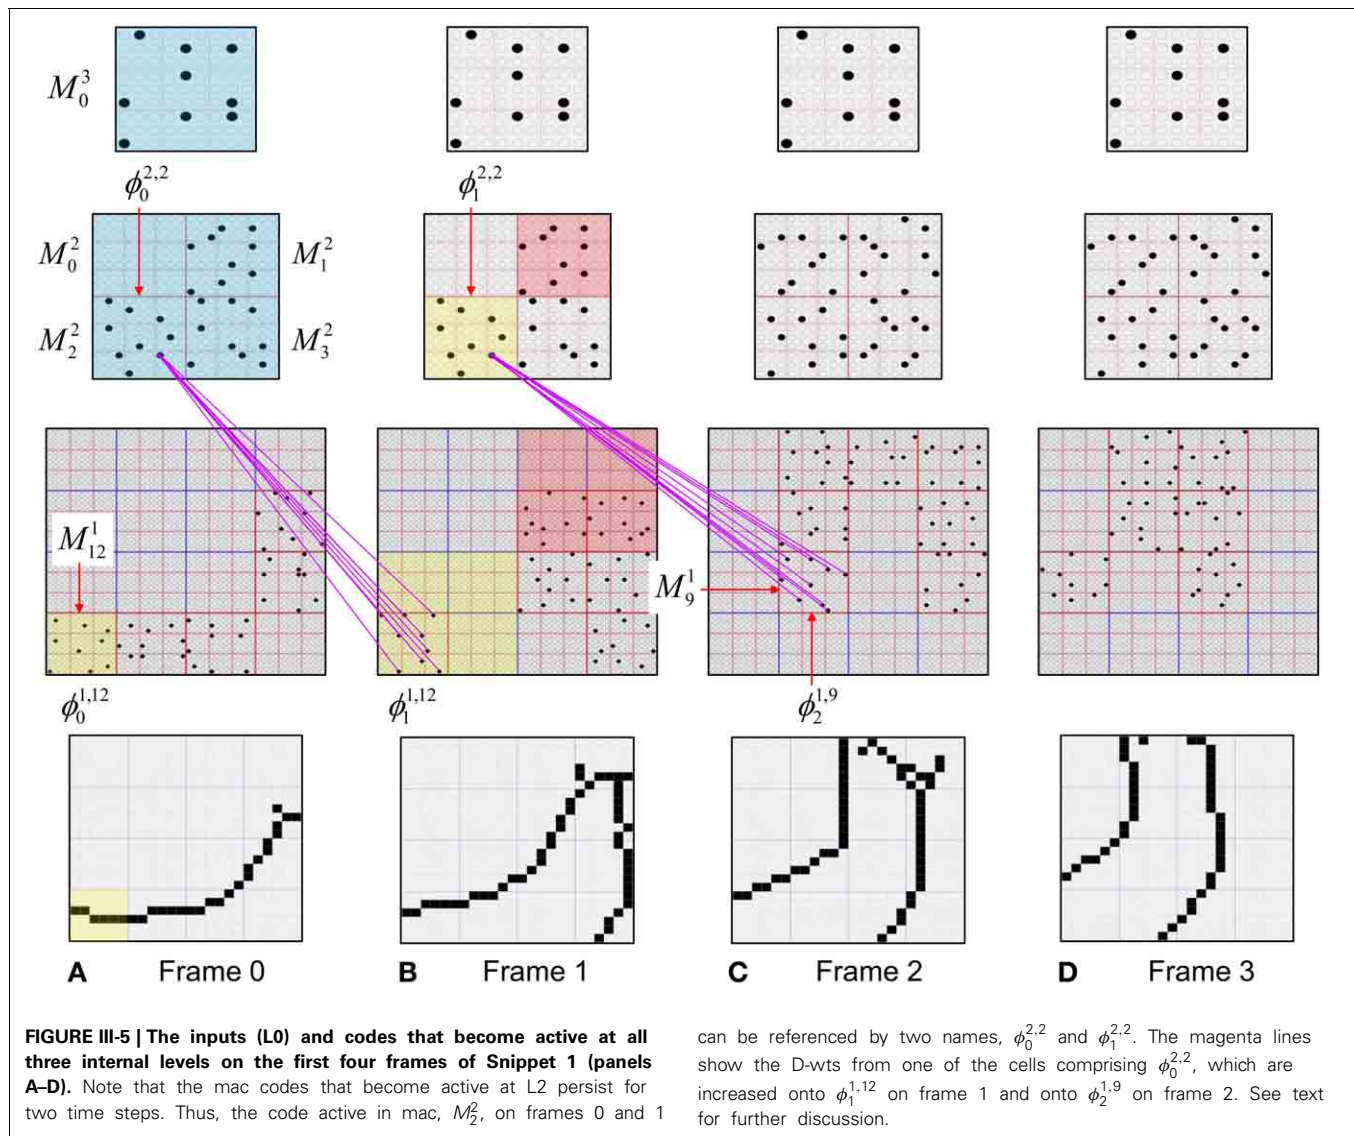 M_0^3
ϕ_0^{2,2}
ϕ_1^{2,2}
M_0^2
M_1^2
M_2^2
M_3^2
M_{12}^1
M_9^1
ϕ_0^{1,12}
ϕ_1^{1,12}
ϕ_2^{1,9}
A Frame 0
B Frame 1
C Frame 2
D Frame 3
FIGURE III-5 | The inputs (L0) and codes that become active at all
three internal levels on the first four frames of Snippet 1 (panels
A–D). Note that the mac codes that become active at L2 persist for
two time steps. Thus, the code active in mac, M_2^2, on frames 0 and 1
can be referenced by two names, ϕ_0^{2,2} and ϕ_1^{2,2}. The magenta lines
show the D-wts from one of the cells comprising ϕ_0^{2,2}, which are
increased onto ϕ_1^{1,12} on frame 1 and onto ϕ_2^{1,9} on frame 2. See text
for further discussion.